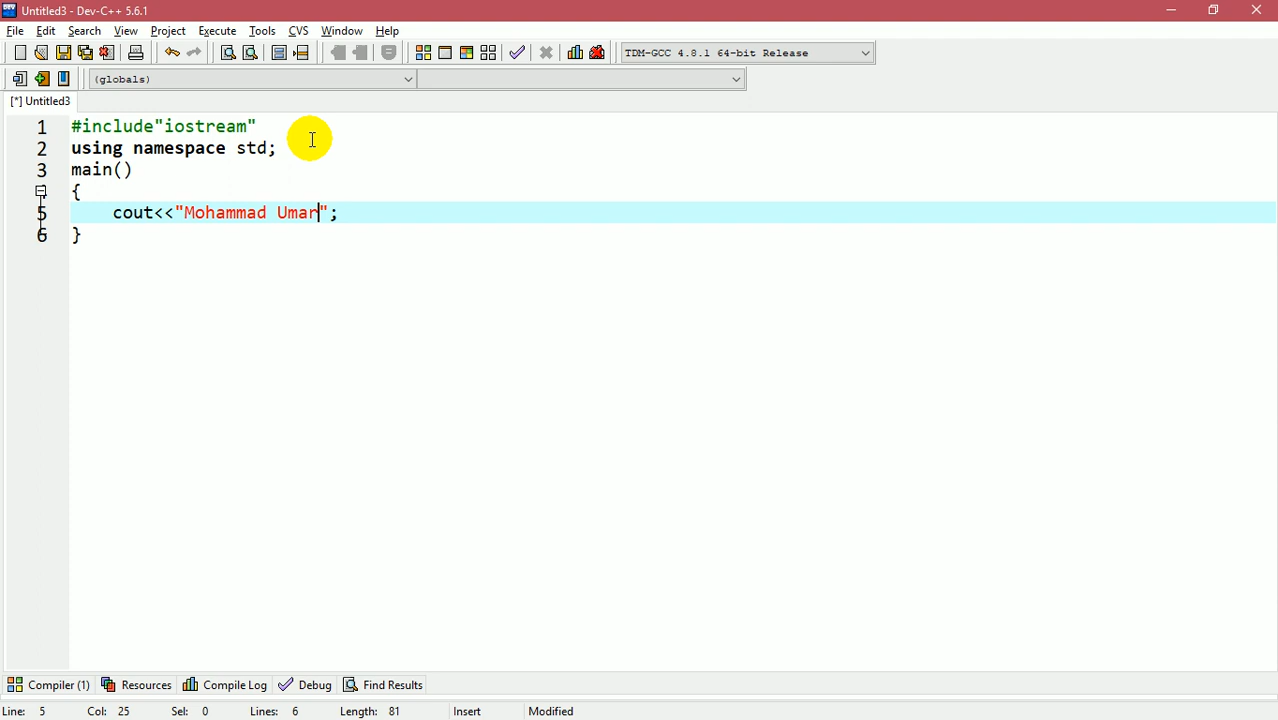 Untitled3 - Dev-C++ 5.6.1
File Edit Search View Project Execute Tools CVS Window Help
TDM-GCC 4.8.1 64-bit Release
(globals)
[*] Untitled3
1 #include"iostream"
2 using namespace std;
3 main()
4 {
5 cout<<"Mohammad Umar";
6 }
Compiler (1) Resources Compile Log Debug Find Results
Line: 5 Col: 25 Sel: 0 Lines: 6 Length: 81 Insert Modified